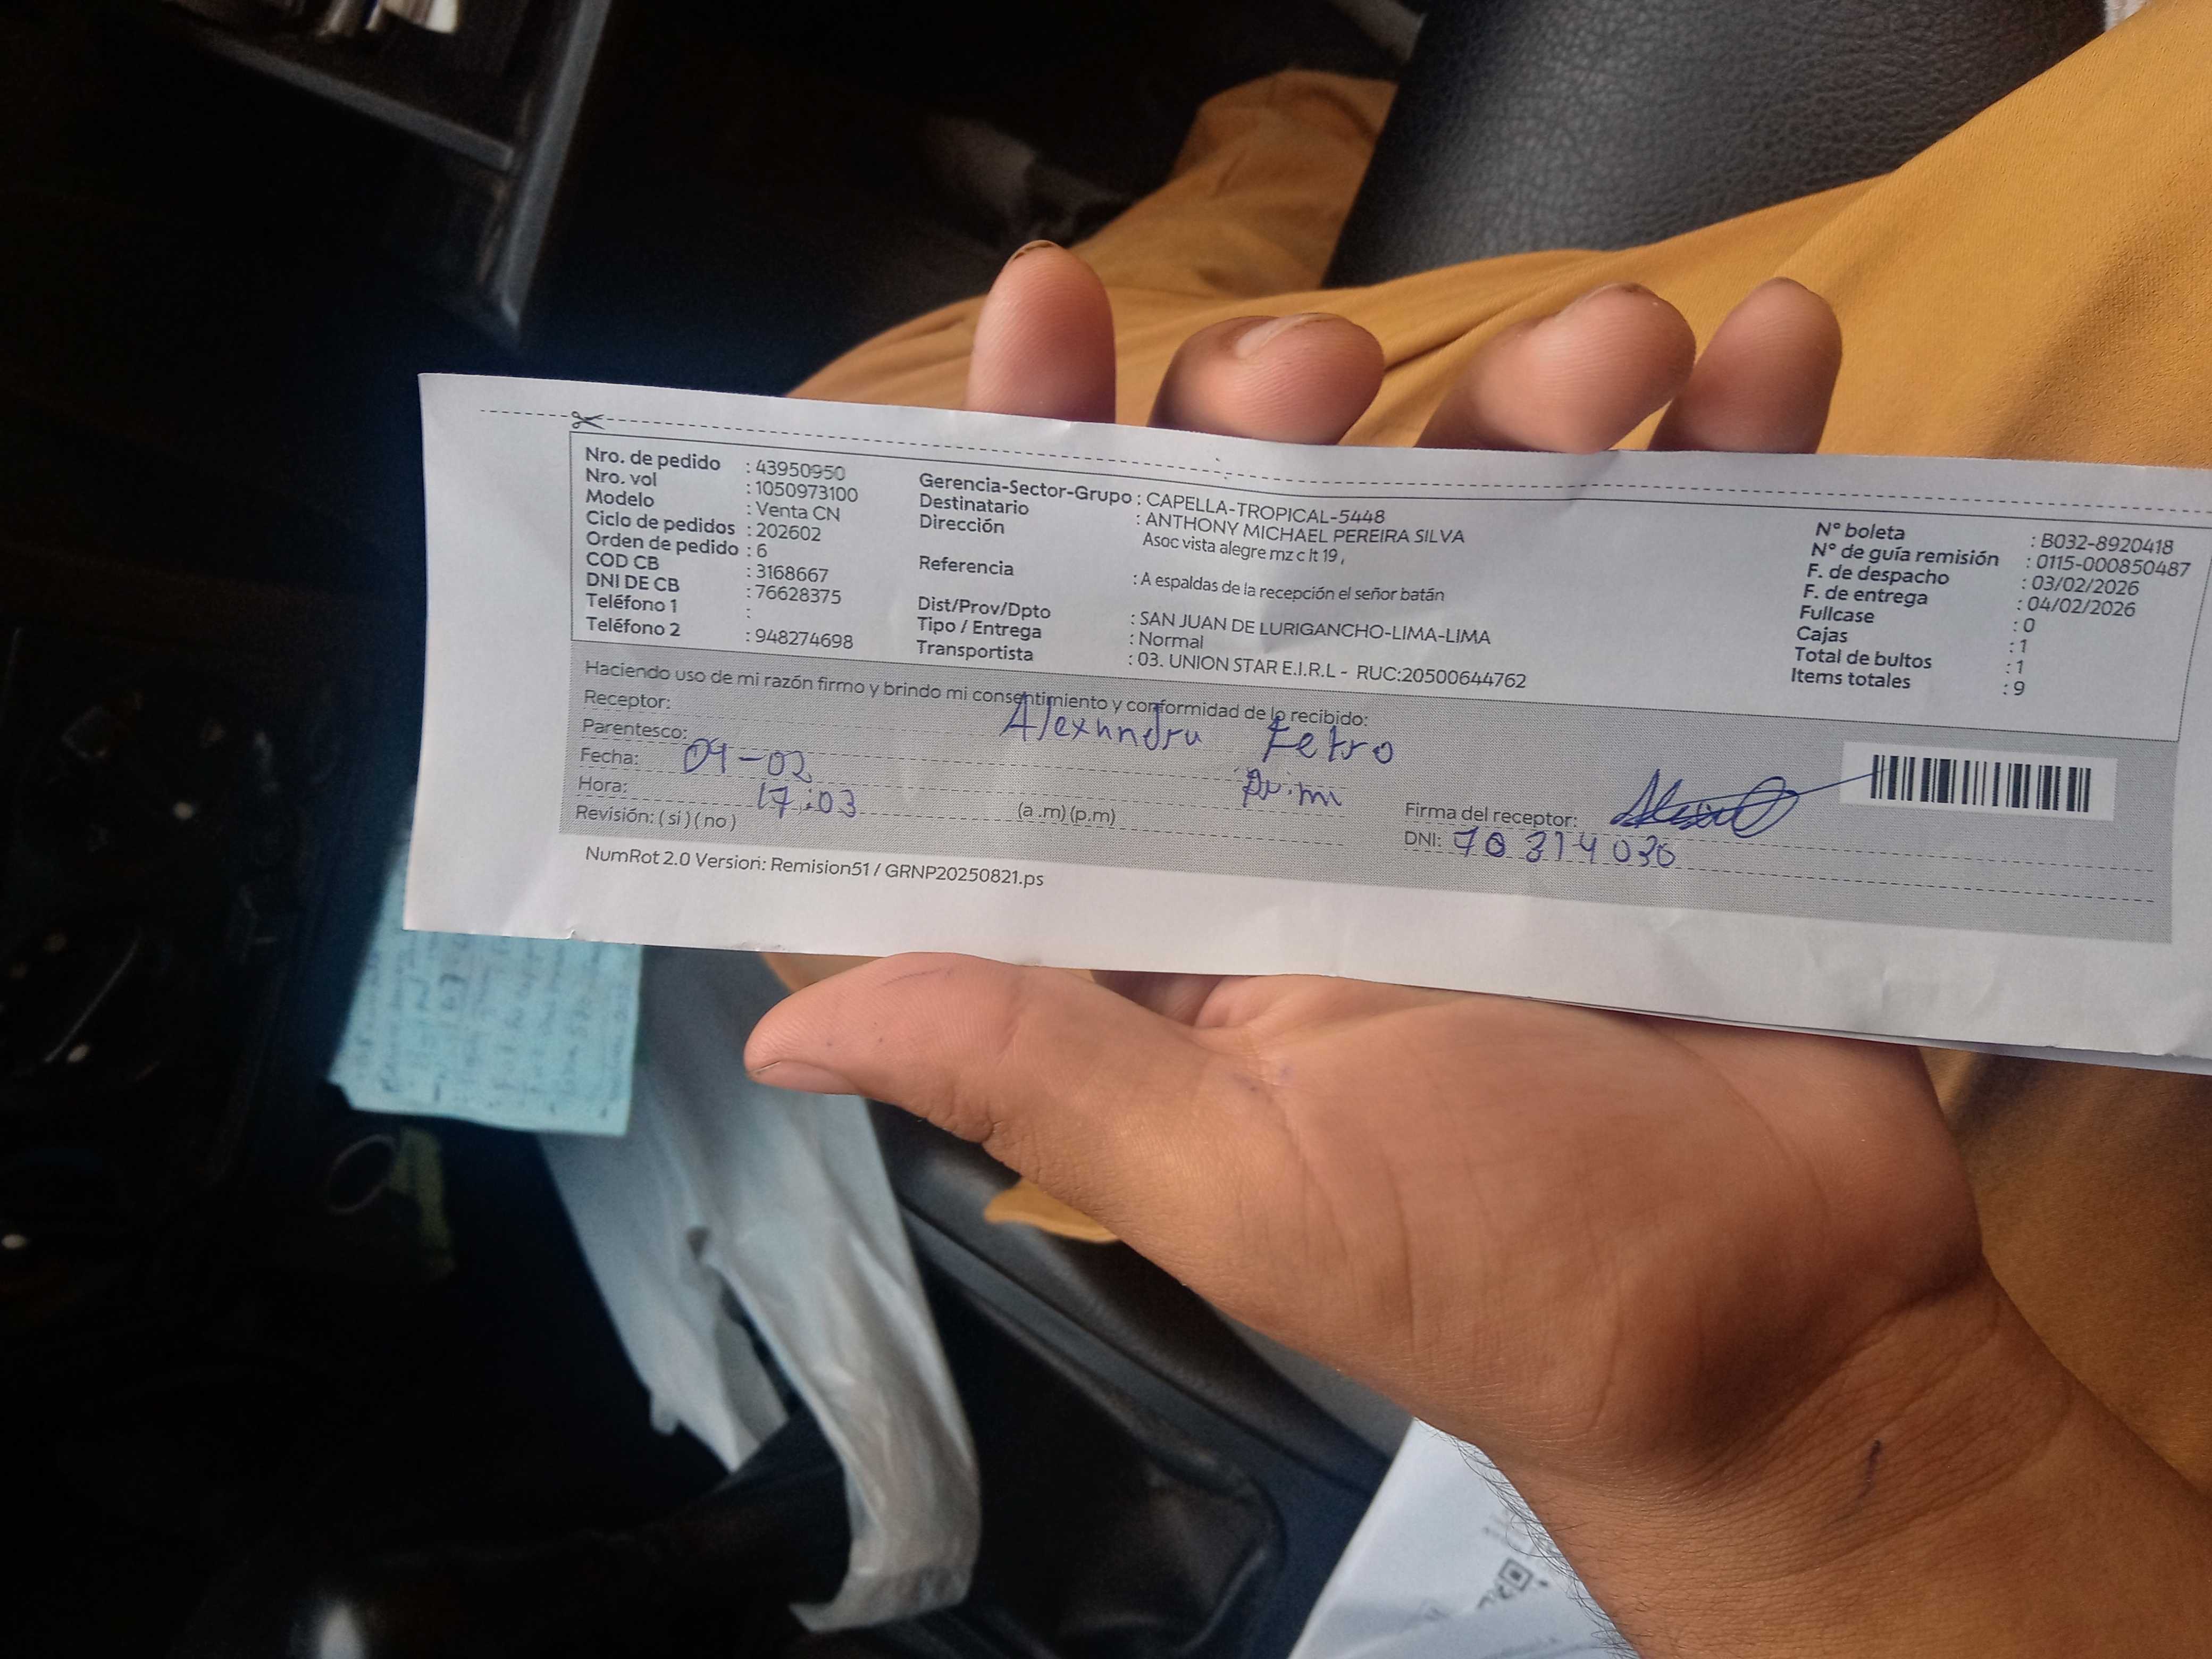 Nro. de pedido : 43950950
Nro. vol : 1050973100
Modelo : Venta CN
Ciclo de pedidos : 202602
Orden de pedido : 6
COD CB : 3168667
DNI DE CB : 76628375
Teléfono 1 :
Teléfono 2 : 948274698
Gerencia-Sector-Grupo : CAPELLA-TROPICAL-5448
Destinatario : ANTHONY MICHAEL PEREIRA SILVA
Dirección Asoc vista alegre mz c lt 19 ,
Referencia : A espaldas de la recepción el señor batán
Dist/Prov/Dpto : SAN JUAN DE LURIGANCHO-LIMA-LIMA
Tipo / Entrega : Normal
Transportista : 03. UNION STAR E.I.R.L - RUC:20500644762
N° boleta : B032-8920418
N° de guía remisión : 0115-000850487
F. de despacho : 03/02/2026
F. de entrega : 04/02/2026
Fullcase : 0
Cajas : 1
Total de bultos : 1
Items totales : 9
Haciendo uso de mi razón firmo y brindo mi consentimiento y conformidad de lo recibido:
Receptor: Alexandra
Parentesco:
Fecha: 04-02
Hora: 17:03 (a .m) (p.m)
Revisión: ( si ) ( no )
Firma del receptor:
DNI: 70314030
NumRot 2.0 Version: Remision51 / GRNP20250821.ps